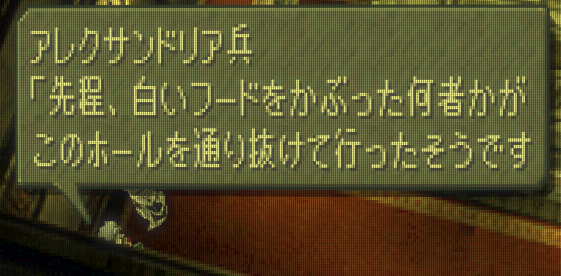 アレクサンドリア兵
「先程、白いフードをかぶった何者かが
このホールを通り抜けて行ったそうです